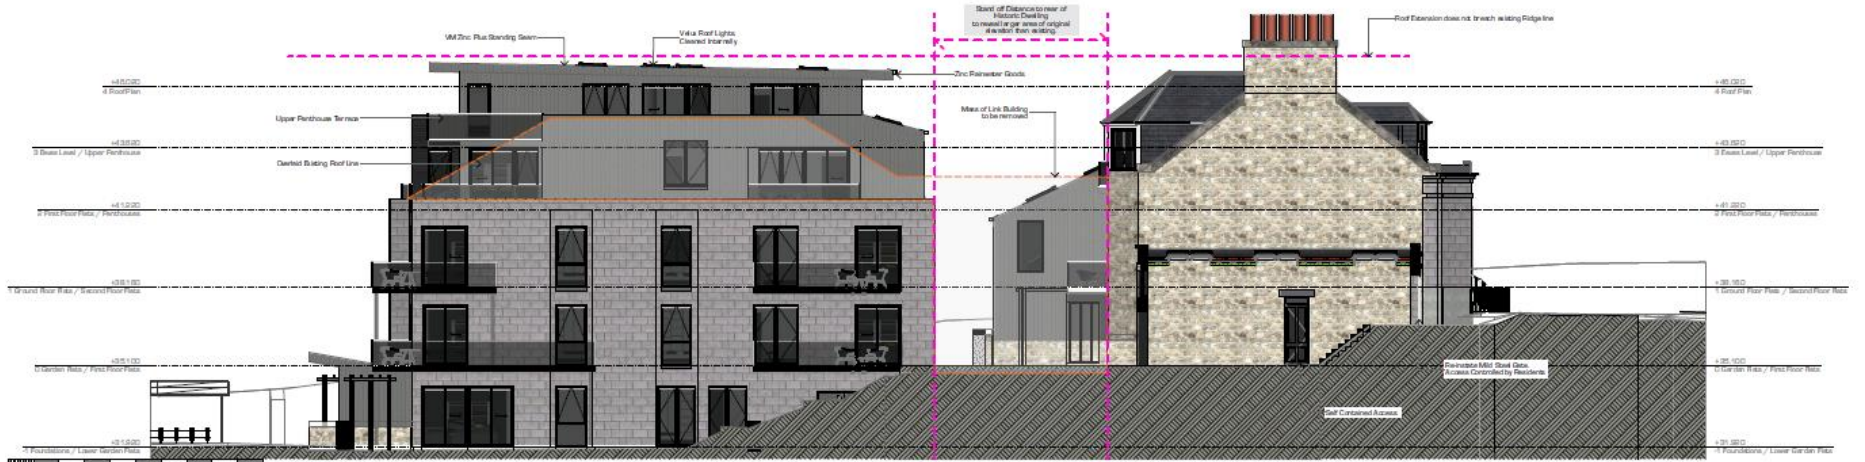 Stand off Distance to rear of
Historic Dwelling
to reveal larger area of original
elevation than existing.
Roof Extension does not breach existing Ridge line
VM Zinc Plus Standing Seam
Velux Roof Lights
Cleaned Internally
Zinc Rainwater Goods
+46.020
4 Roof Plan
+46.020
4 Roof Plan
Mass of Link Building
to be removed
Upper Penthouse Terrace
+43.620
3 Eaves Level / Upper Penthouse
+43.620
3 Eaves Level / Upper Penthouse
Overlaid Existing Roof Line
+41.220
2 First Floor Flats / Penthouses
+41.220
2 First Floor Flats / Penthouses
+38.160
1 Ground Floor Flats / Second Floor Flats
+38.160
1 Ground Floor Flats / Second Floor Flats
+35.100
0 Garden Flats / First Floor Flats
+35.100
0 Garden Flats / First Floor Flats
Re-instate Mild Steel Gate.
Access Controlled by Residents
Self Contained Access
-1 Foundations / Lower Garden Flats
-1 Foundations / Lower Garden Flats